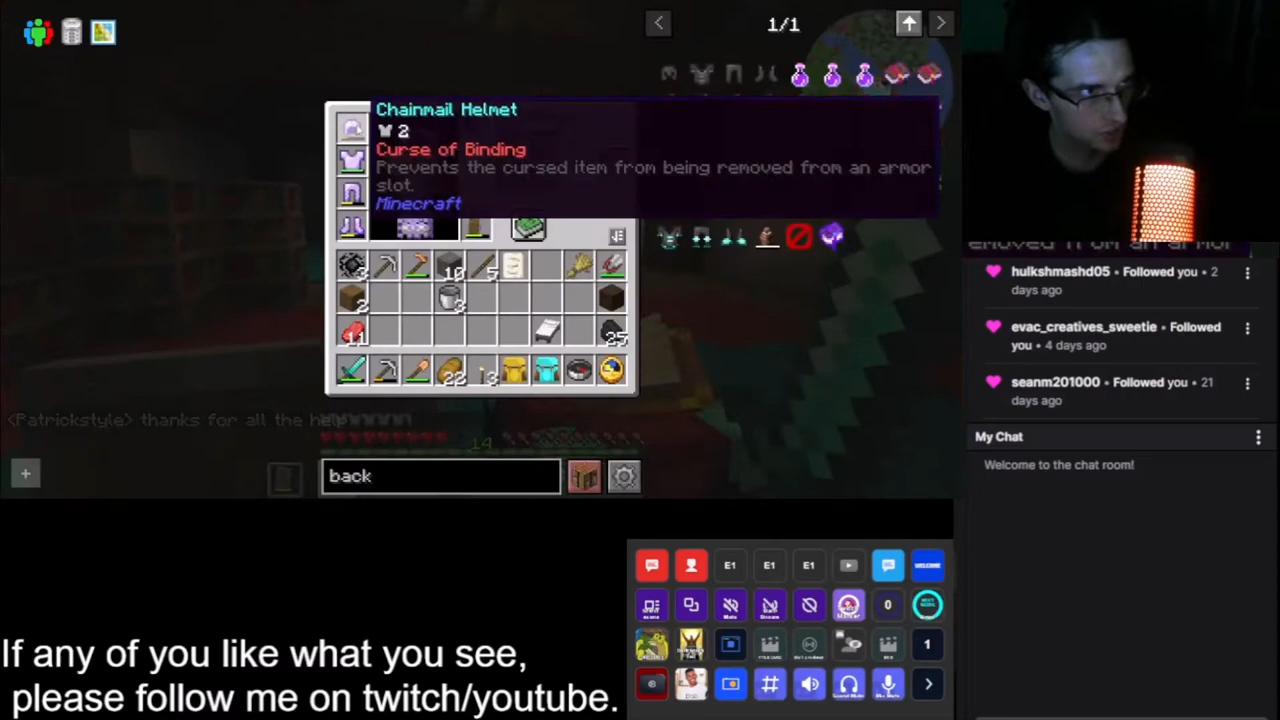 1/1
Chainmail Helmet
2
Curse of Binding
Prevents the cursed item from being removed from an armor
slot.
Minecraft
3
10
5
2
3
11
25
22
3
<Patrickstyle> thanks for all the help
14
back
hulkshmashd05 • Followed you • 2
days ago
evac_creatives_sweetie • Followed
you • 4 days ago
seanm201000 • Followed you • 21
days ago
My Chat
Welcome to the chat room!
E1
E1
E1
WELCOME
0
1
If any of you like what you see,
please follow me on twitch/youtube.